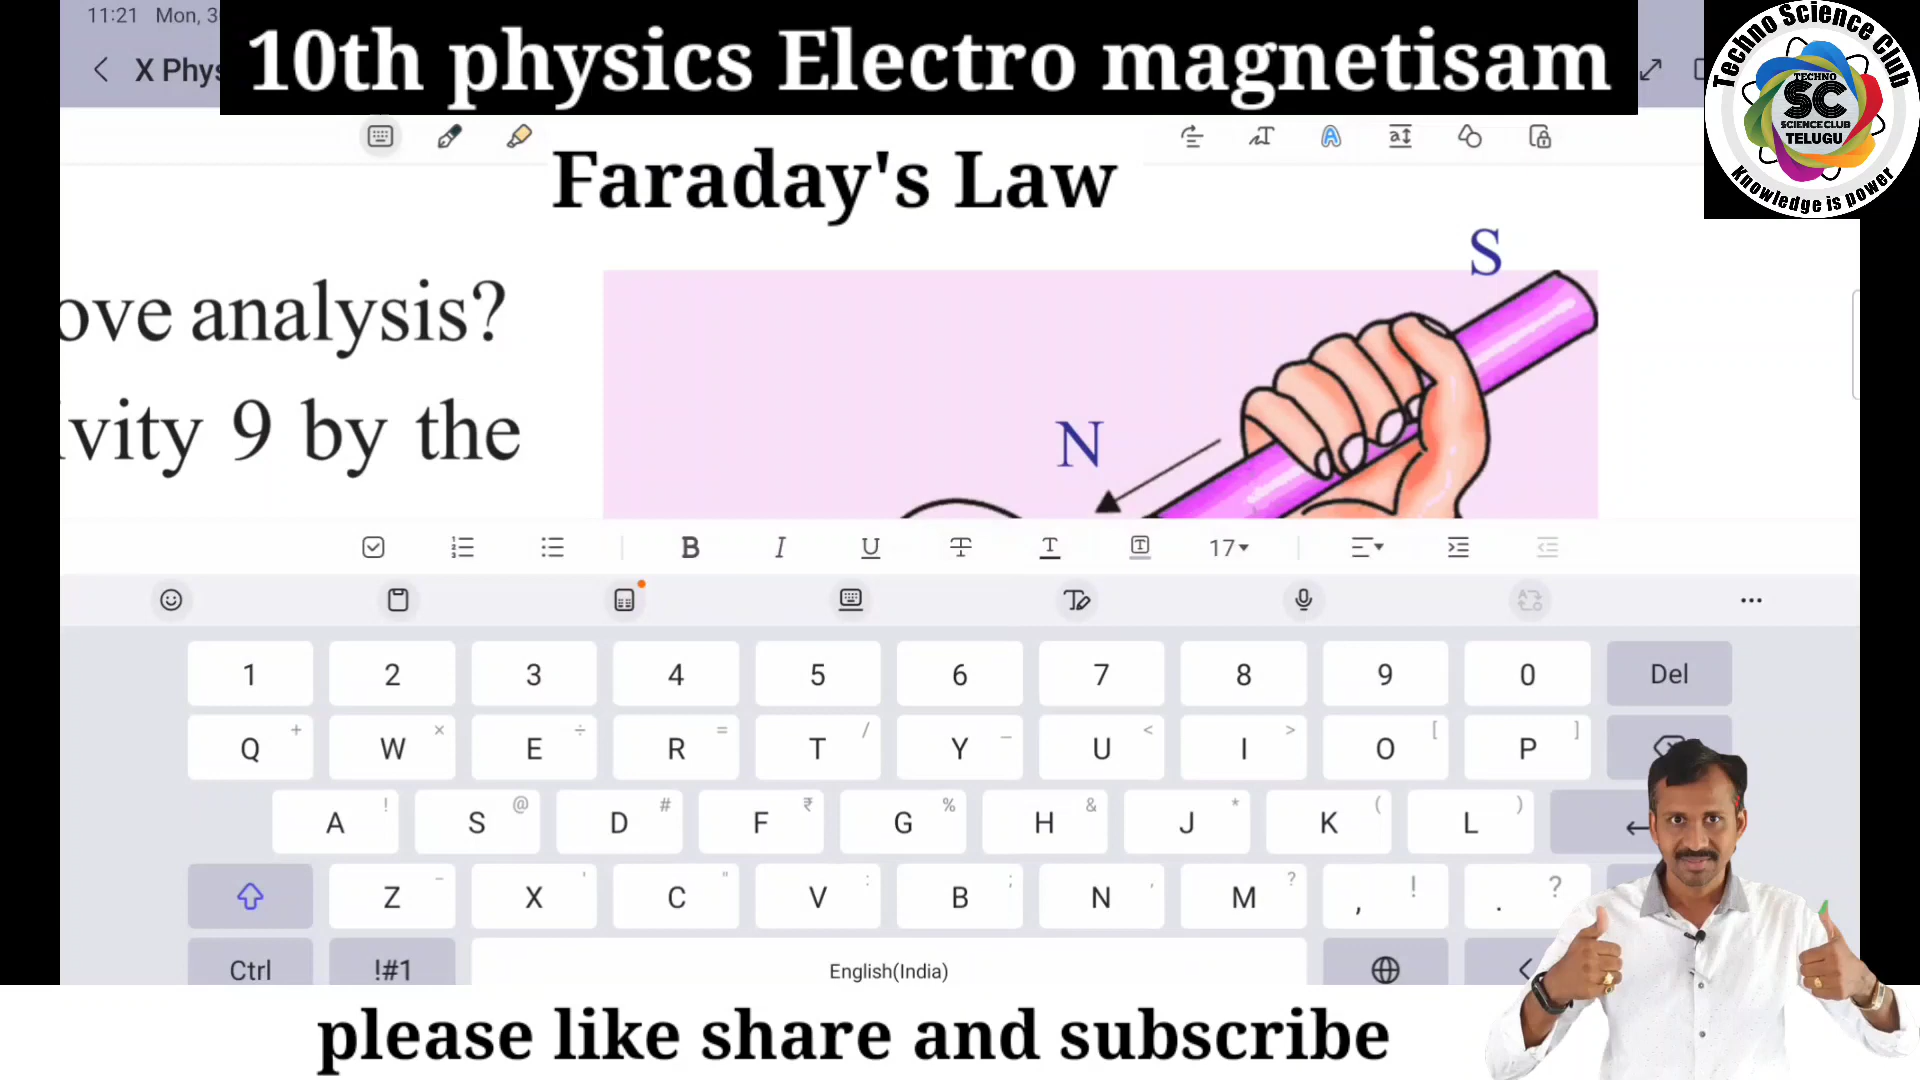 11:21 Mon, 3
X Phys
10th physics Electro magnetisam
Techno Science Club
TECHNO
SC
SCIENCE CLUB
TELUGU
Knowledge is power
Faraday's Law
S
ove analysis?
N
vity 9 by the
B I U T T T 17
1 2 3 4 5 6 7 8 9 0 Del
Q + W × E ÷ R = T / Y _ U < I > O [ P ]
A ! S @ D # F ₹ G % H & J * K ( L )
Z - X ' C " V : B ; N , M ? , ! . ?
Ctrl !#1 English(India) <
please like share and subscribe